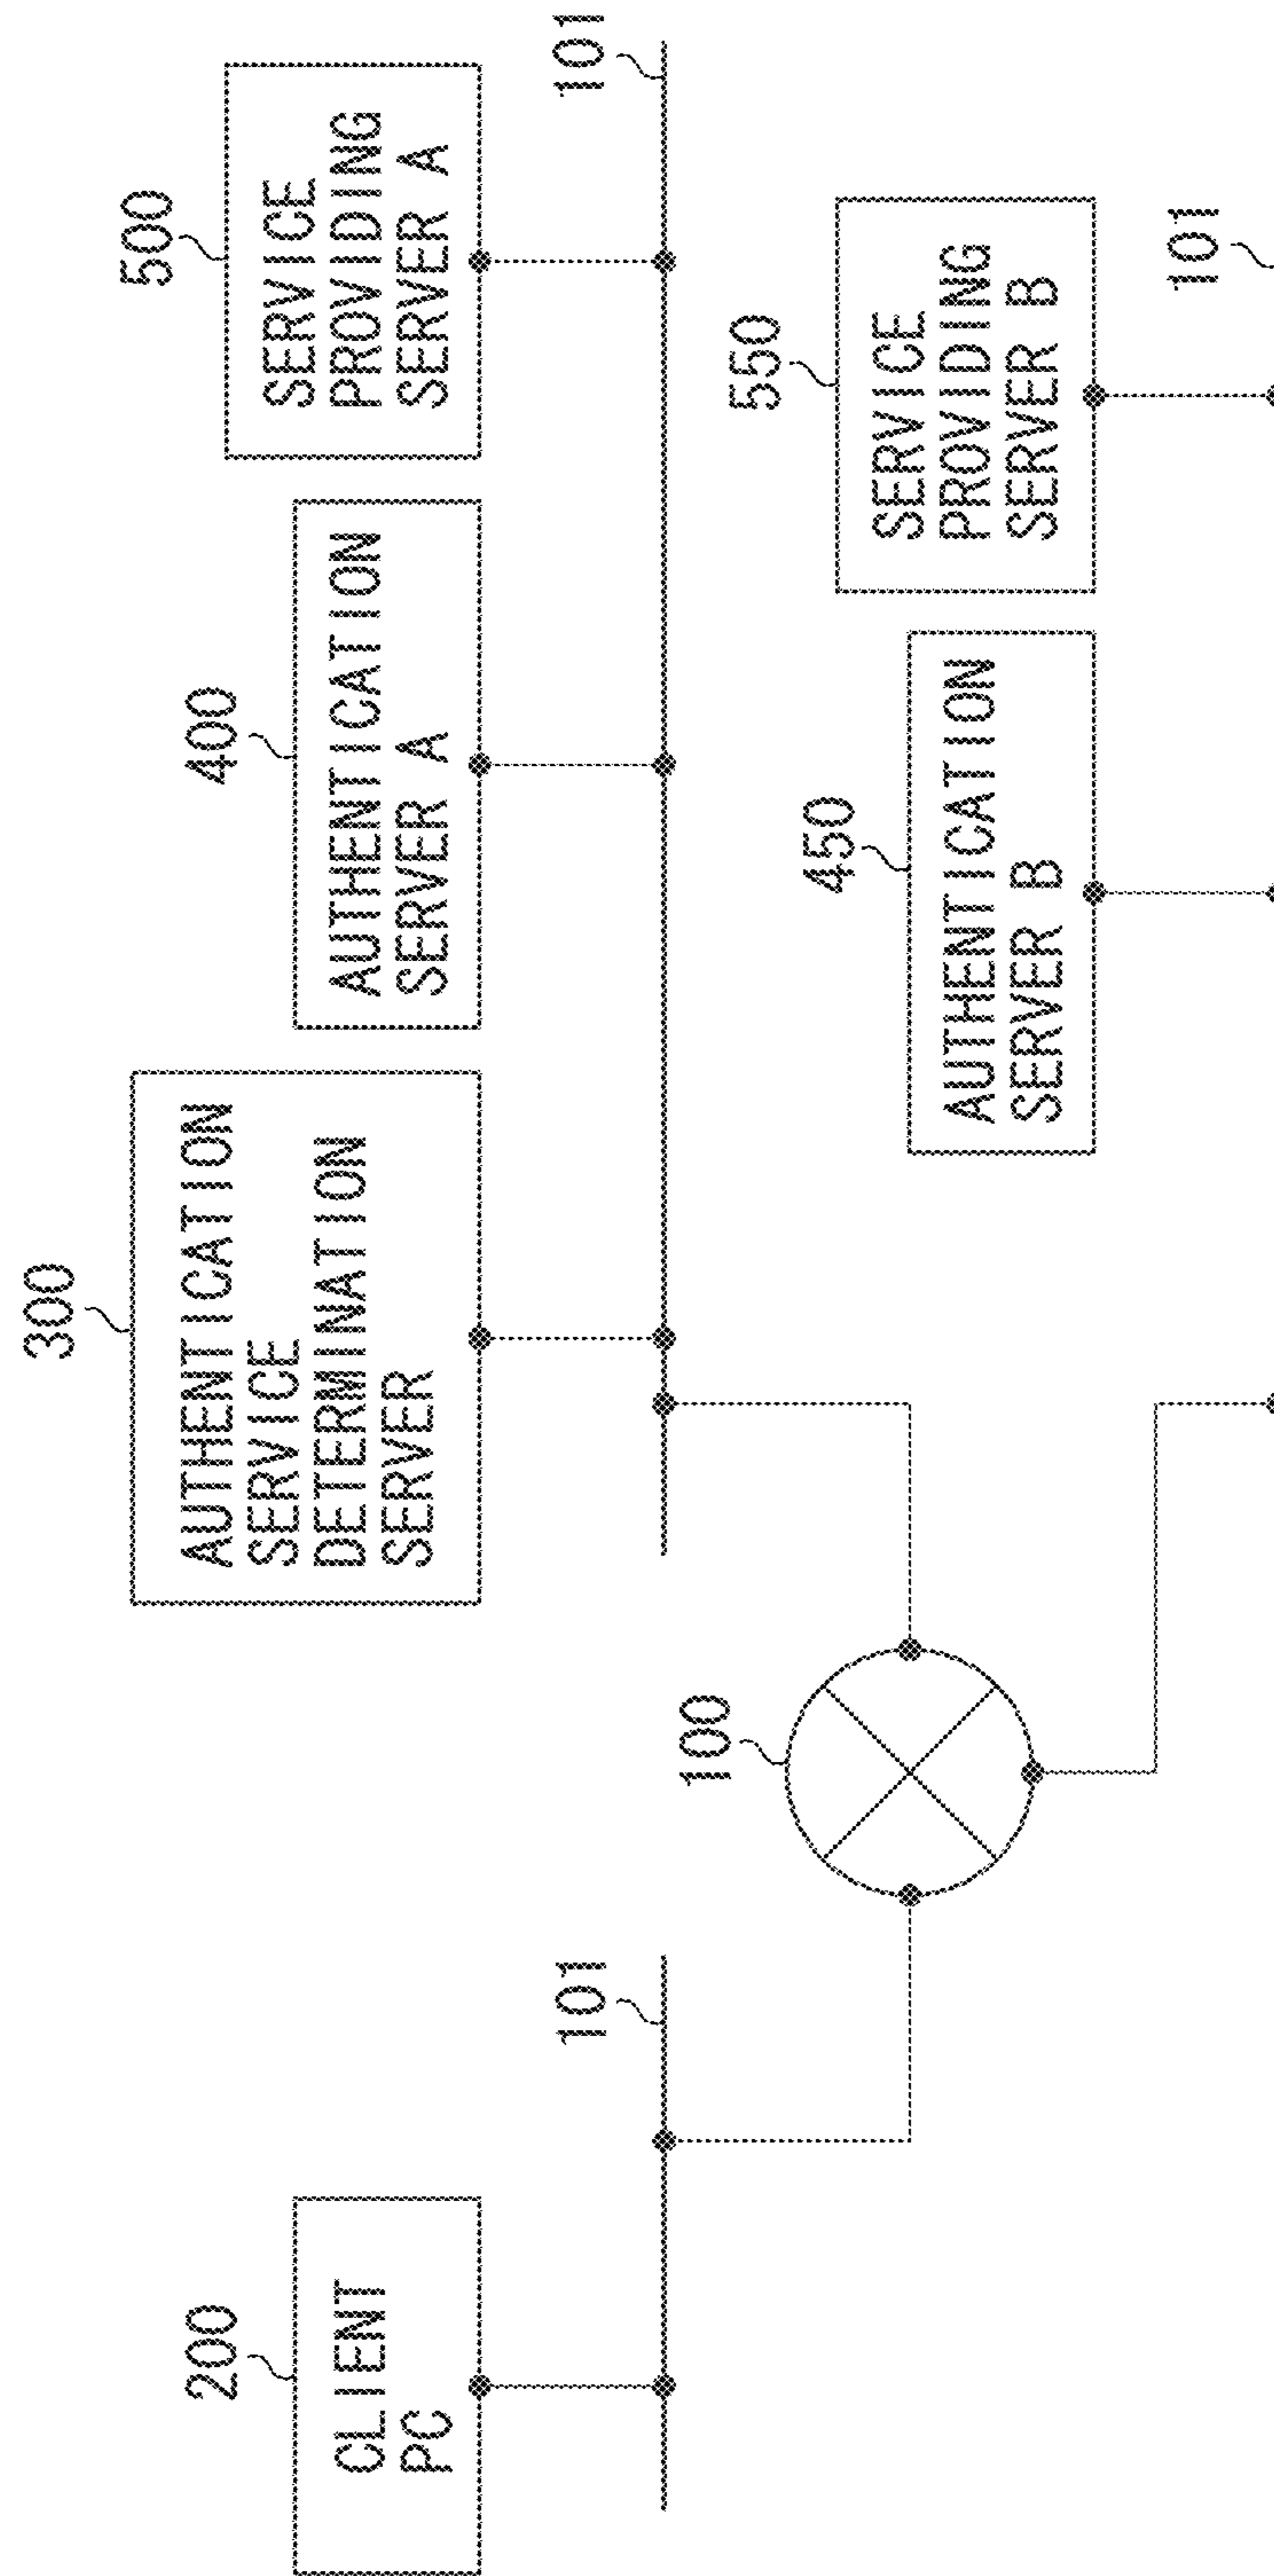 300
AUTHENTICATION
SERVICE
DETERMINATION
SERVER
400
AUTHENTICATION
SERVER A
500
SERVICE
PROVIDING
SERVER A
101
200
CLIENT
PC
101
100
450
AUTHENTICATION
SERVER B
550
SERVICE
PROVIDING
SERVER B
101